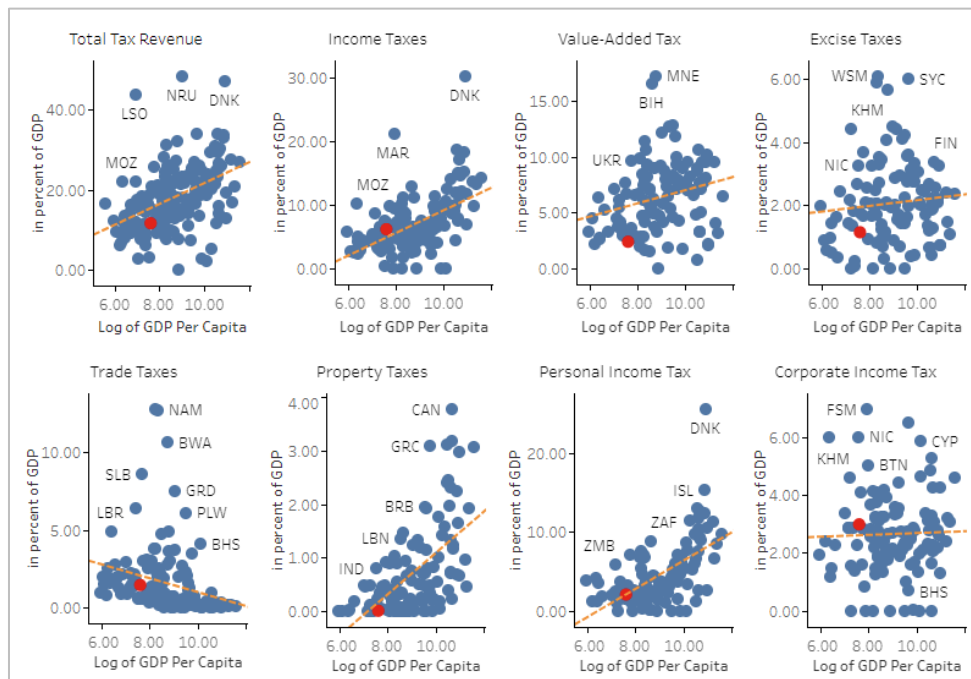 Total Tax Revenue
in percent of GDP
40.00
20.00
0.00
LSO
NRU
DNK
MOZ
6.00 8.00 10.00
Log of GDP Per Capita
Income Taxes
in percent of GDP
30.00
20.00
10.00
0.00
DNK
MAR
MOZ
6.00 8.00 10.00
Log of GDP Per Capita
Value-Added Tax
in percent of GDP
15.00
10.00
5.00
0.00
MNE
BIH
UKR
6.00 8.00 10.00
Log of GDP Per Capita
Excise Taxes
in percent of GDP
6.00
4.00
2.00
0.00
WSM
SYC
KHM
FIN
NIC
6.00 8.00 10.00
Log of GDP Per Capita
Trade Taxes
in percent of GDP
10.00
5.00
0.00
NAM
BWA
SLB
GRD
LBR
PLW
BHS
6.00 8.00 10.00
Log of GDP Per Capita
Property Taxes
in percent of GDP
4.00
3.00
2.00
1.00
0.00
CAN
GRC
BRB
LBN
IND
6.00 8.00 10.00
Log of GDP Per Capita
Personal Income Tax
in percent of GDP
20.00
10.00
0.00
DNK
ISL
ZAF
ZMB
6.00 8.00 10.00
Log of GDP Per Capita
Corporate Income Tax
in percent of GDP
6.00
4.00
2.00
0.00
FSM
NIC
CYP
KHM
BTN
BHS
6.00 8.00 10.00
Log of GDP Per Capita